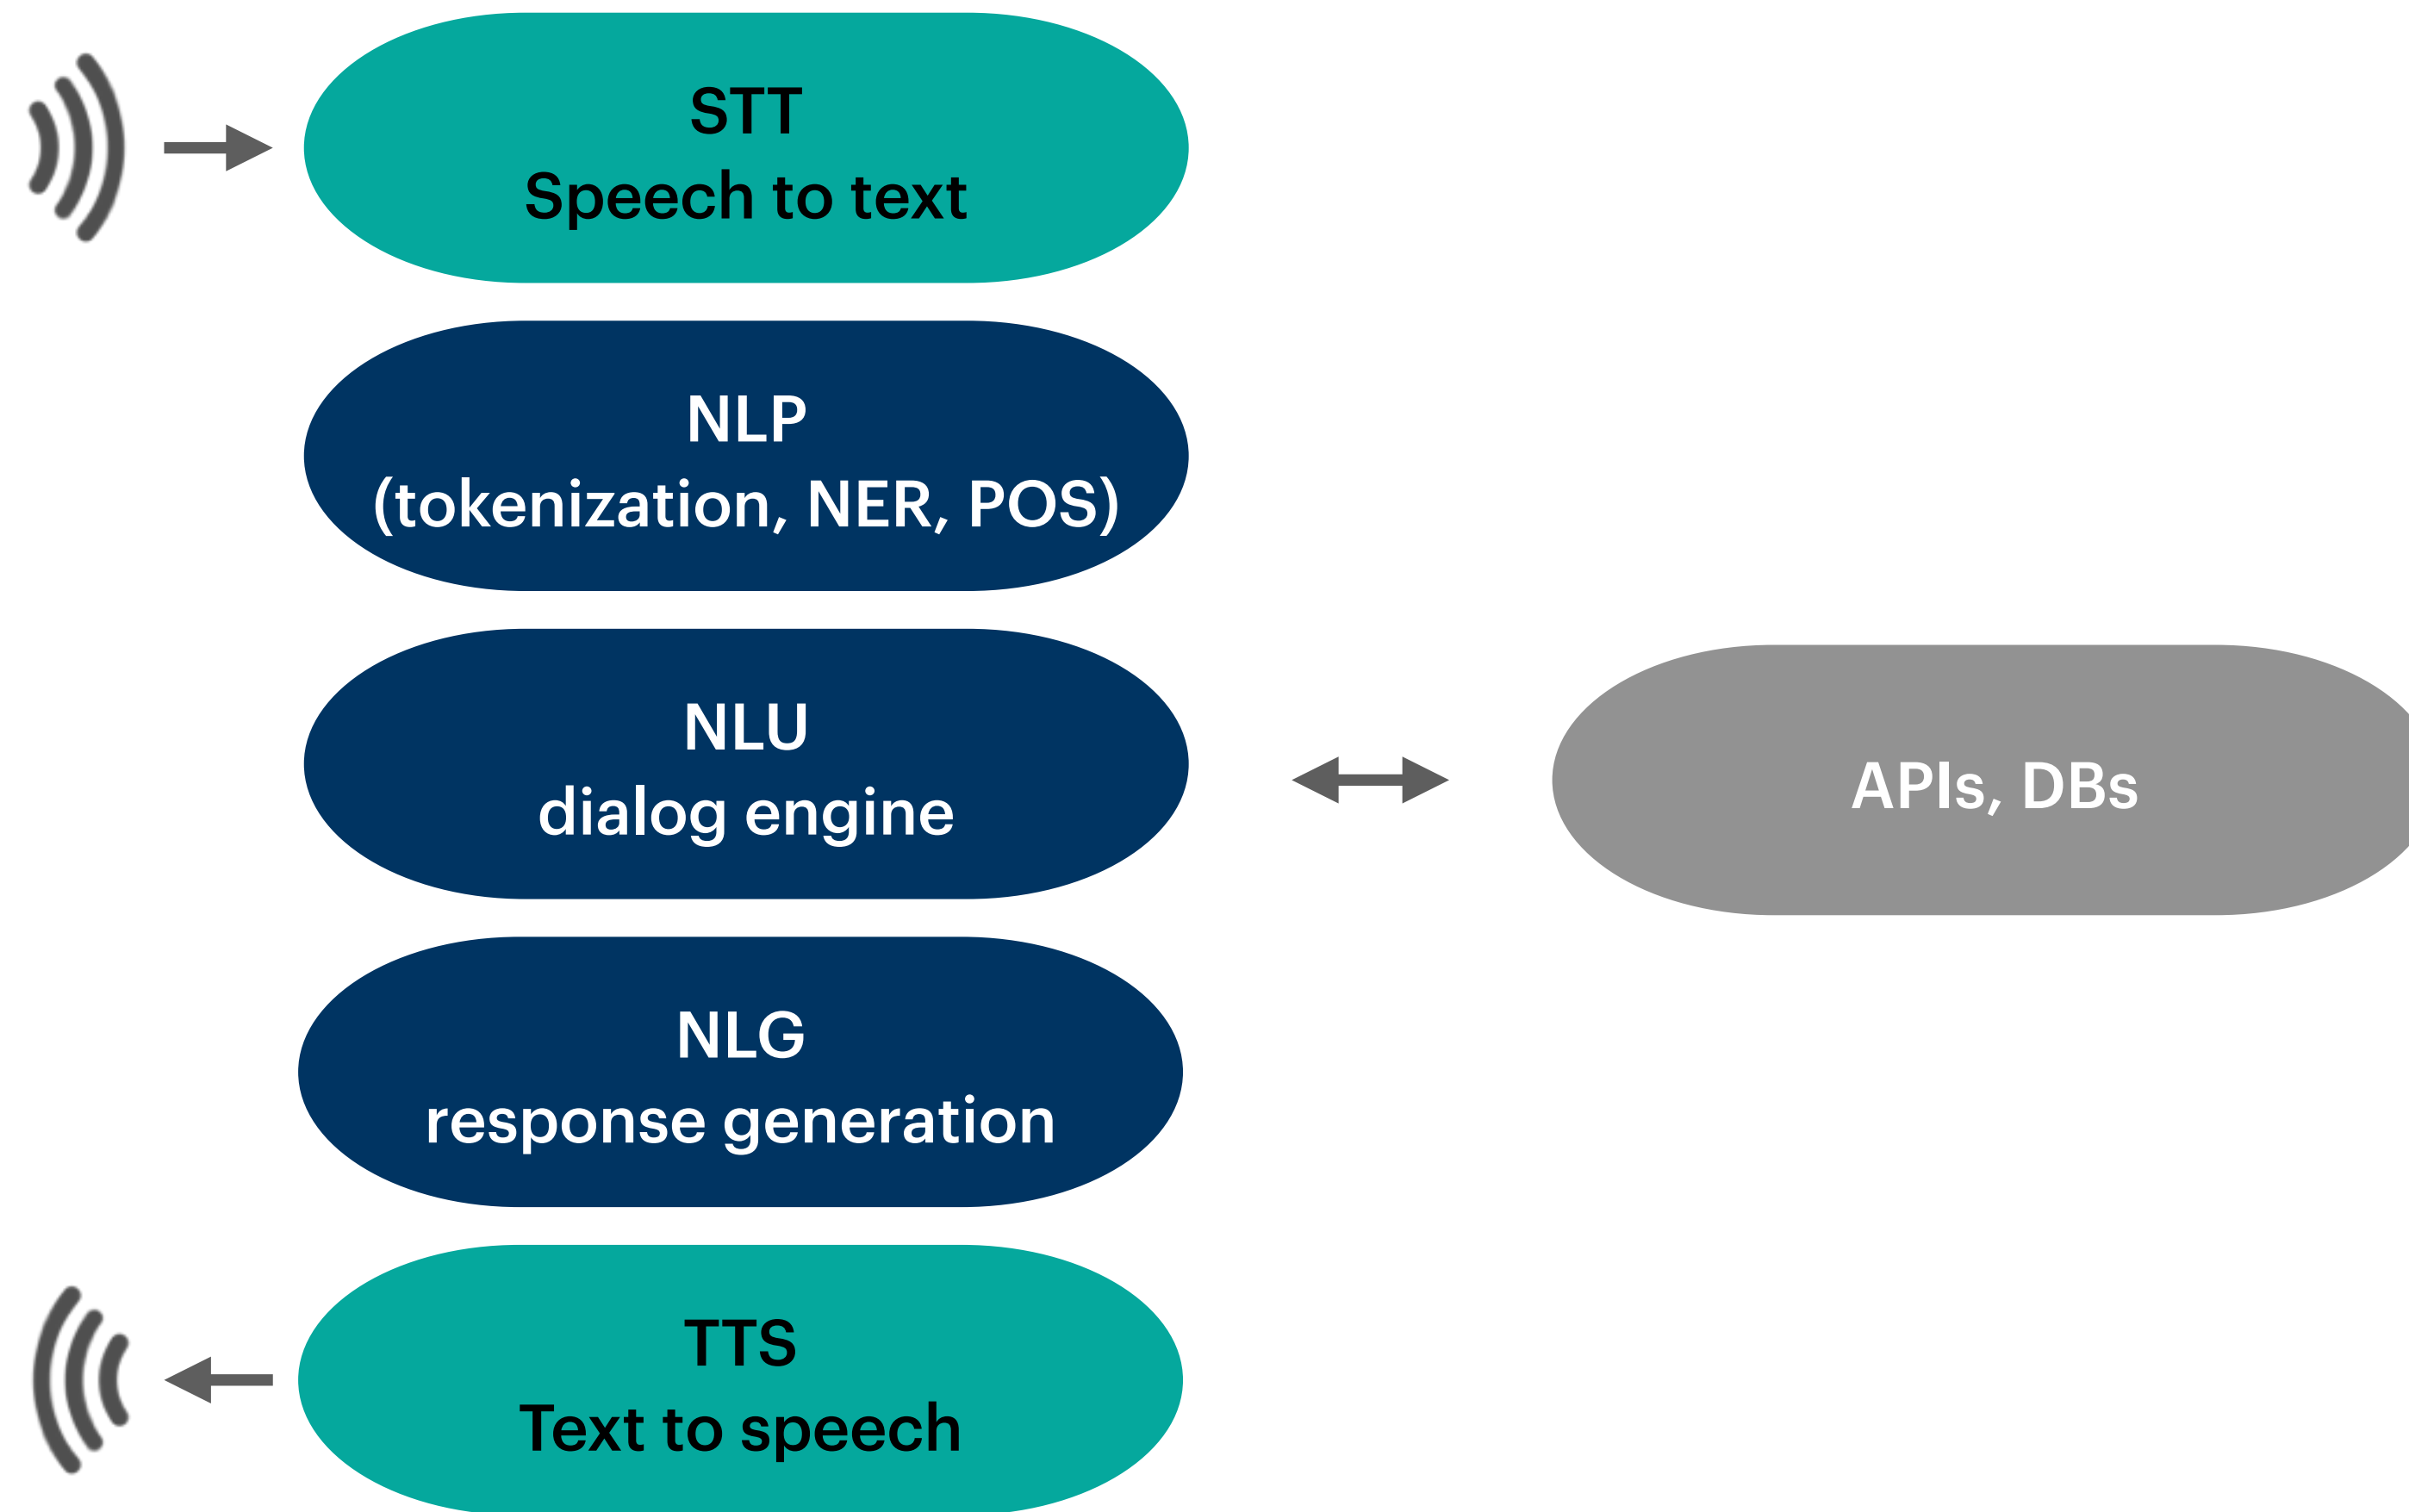 STT
Speech to text
NLP
(tokenization, NER, POS)
NLU
dialog engine
APIs, DBs
NLG
response generation
TTS
Text to speech